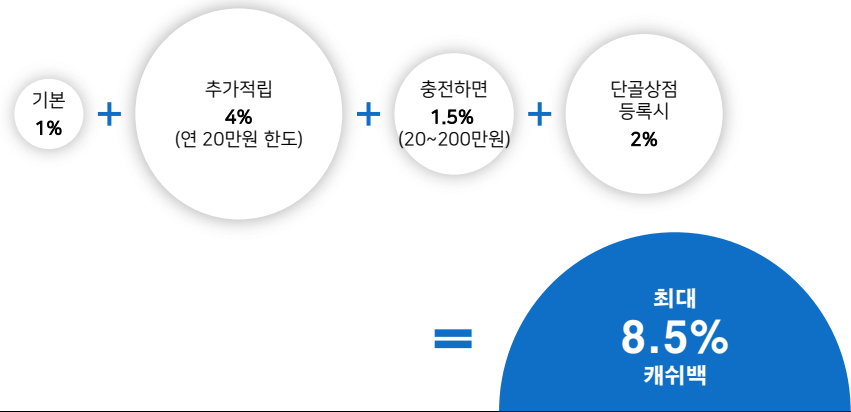 기본
1%
+
추가적립
4%
(연 20만원 한도)
+
충전하면
1.5%
(20~200만원)
+
단골상점
등록시
2%
=
최대
8.5%
캐쉬백